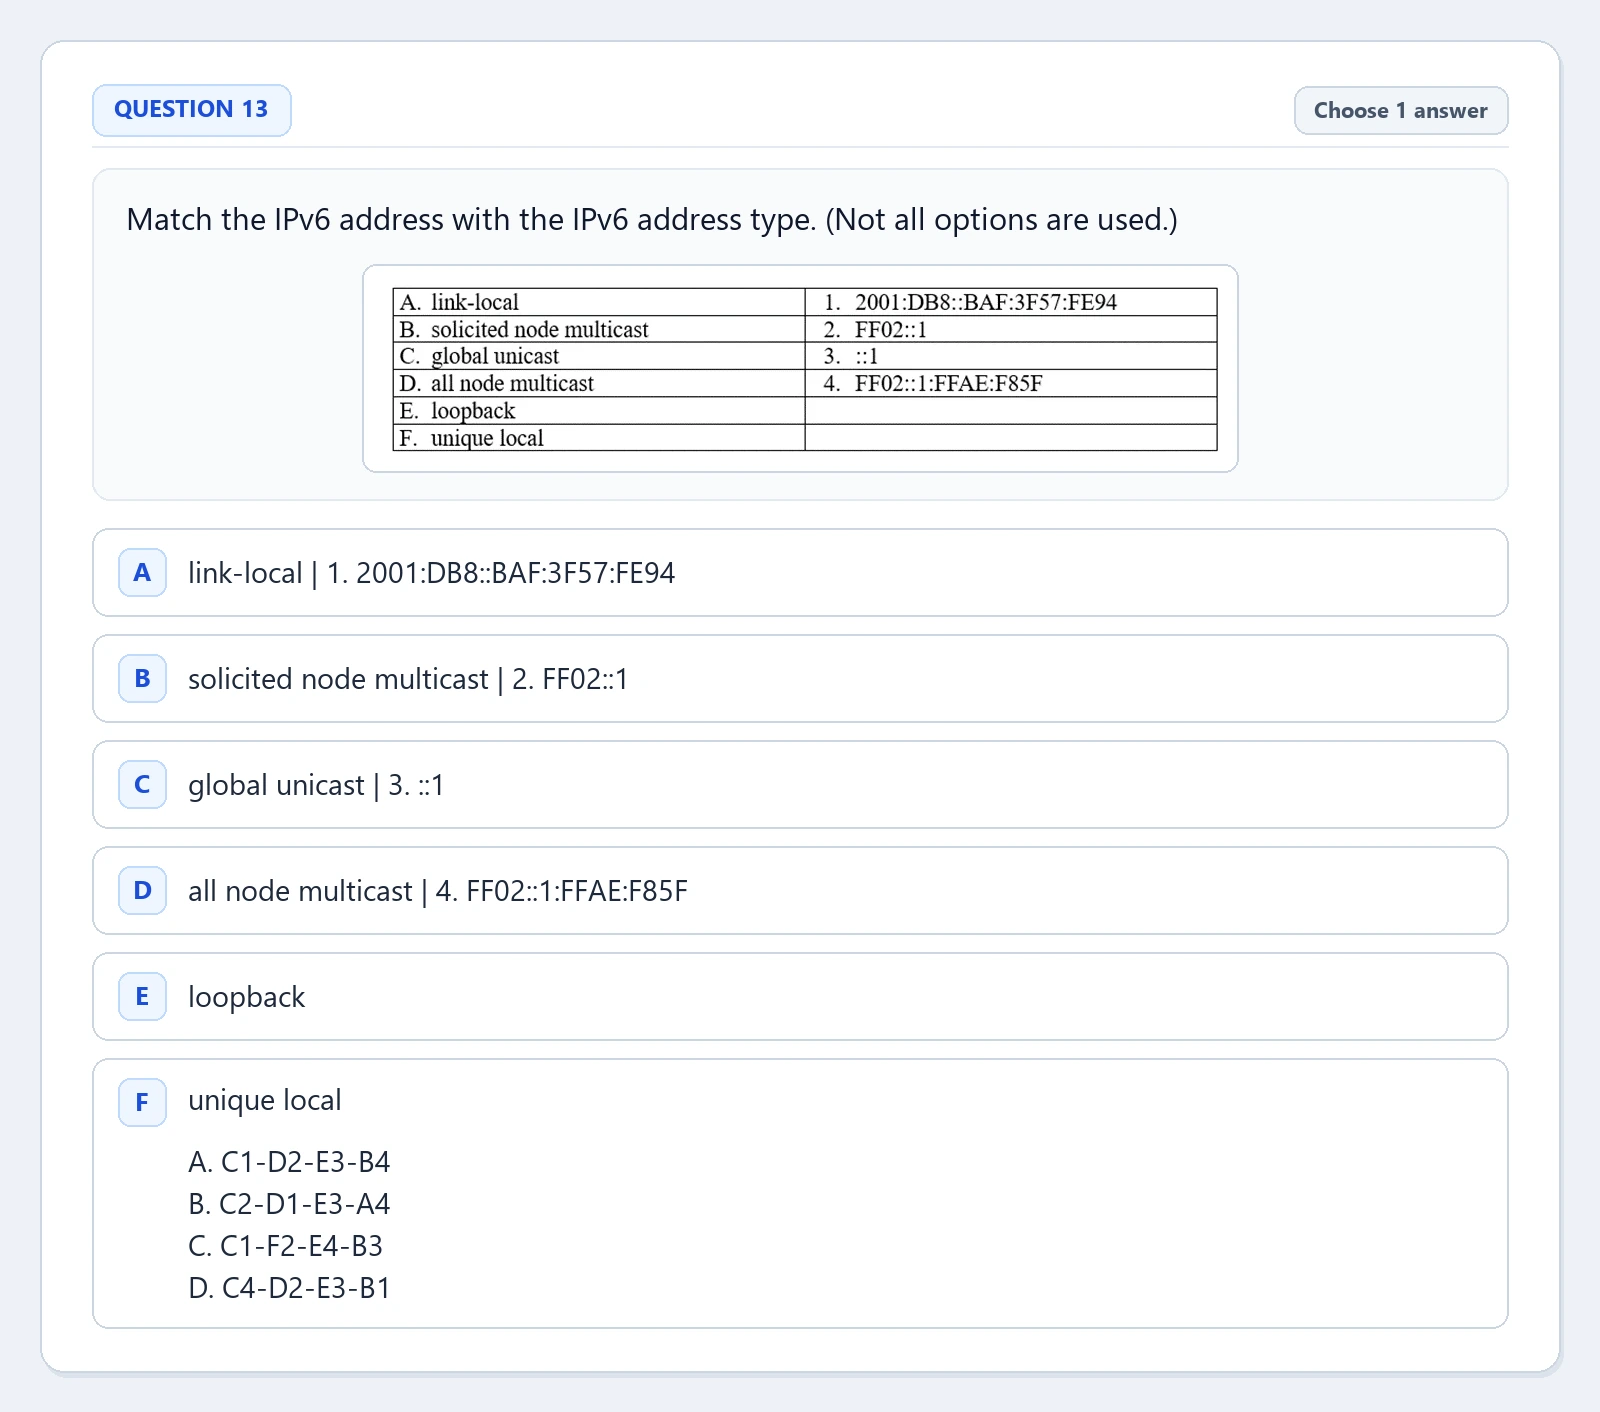 QUESTION 13
Choose 1 answer
Match the IPv6 address with the IPv6 address type. (Not all options are used.)
A. link-local 1. 2001:DB8::BAF:3F57:FE94
B. solicited node multicast 2. FF02::1
C. global unicast 3. ::1
D. all node multicast 4. FF02::1:FFAE:F85F
E. loopback
F. unique local
A link-local | 1. 2001:DB8::BAF:3F57:FE94
B solicited node multicast | 2. FF02::1
C global unicast | 3. ::1
D all node multicast | 4. FF02::1:FFAE:F85F
E loopback
F unique local
A. C1-D2-E3-B4
B. C2-D1-E3-A4
C. C1-F2-E4-B3
D. C4-D2-E3-B1